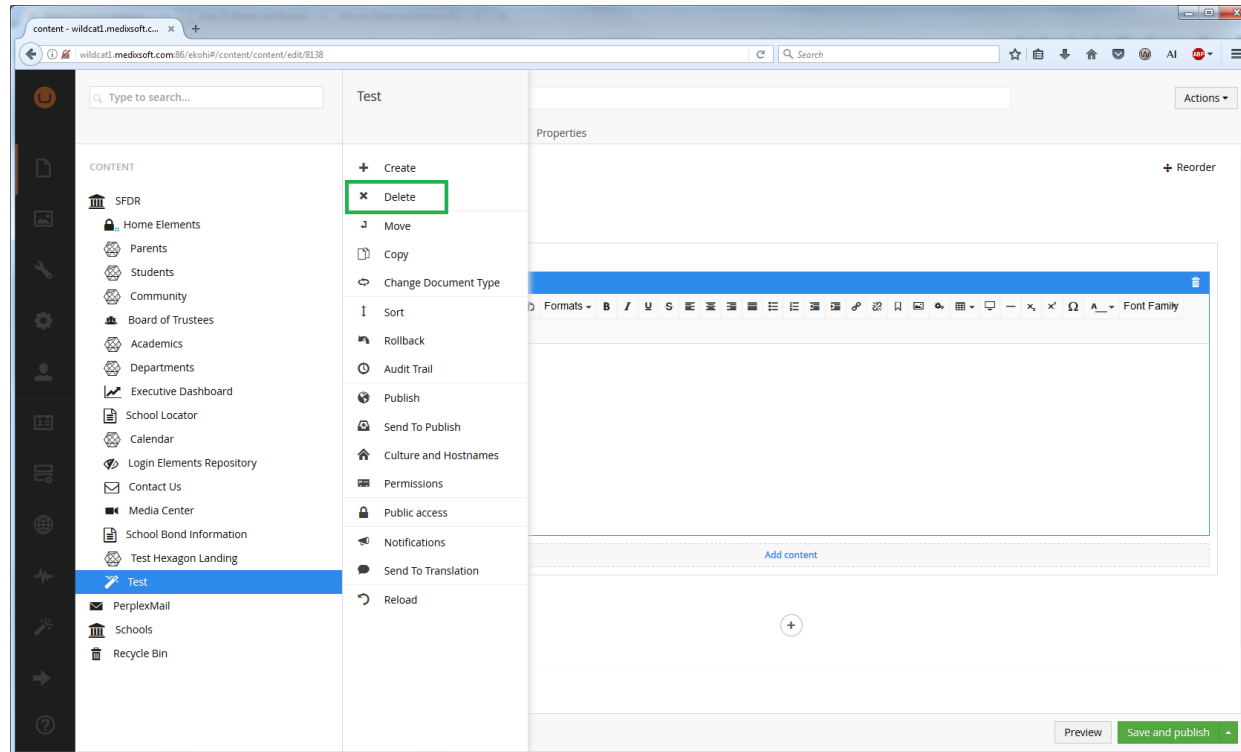 content - wildcat1.medixsoft.c...
wildcat1.medixsoft.com:86/ekohi#/content/content/edit/8138
Search
AI
ABP
Type to search...
Test
Actions
Properties
CONTENT
SFDR
Home Elements
Parents
Students
Community
Board of Trustees
Academics
Departments
Executive Dashboard
School Locator
Calendar
Login Elements Repository
Contact Us
Media Center
School Bond Information
Test Hexagon Landing
Test
PerplexMail
Schools
Recycle Bin
Create
Delete
Move
Copy
Change Document Type
Sort
Rollback
Audit Trail
Publish
Send To Publish
Culture and Hostnames
Permissions
Public access
Notifications
Send To Translation
Reload
Reorder
Formats B I U S Ω A Font Family
Add content
Preview
Save and publish